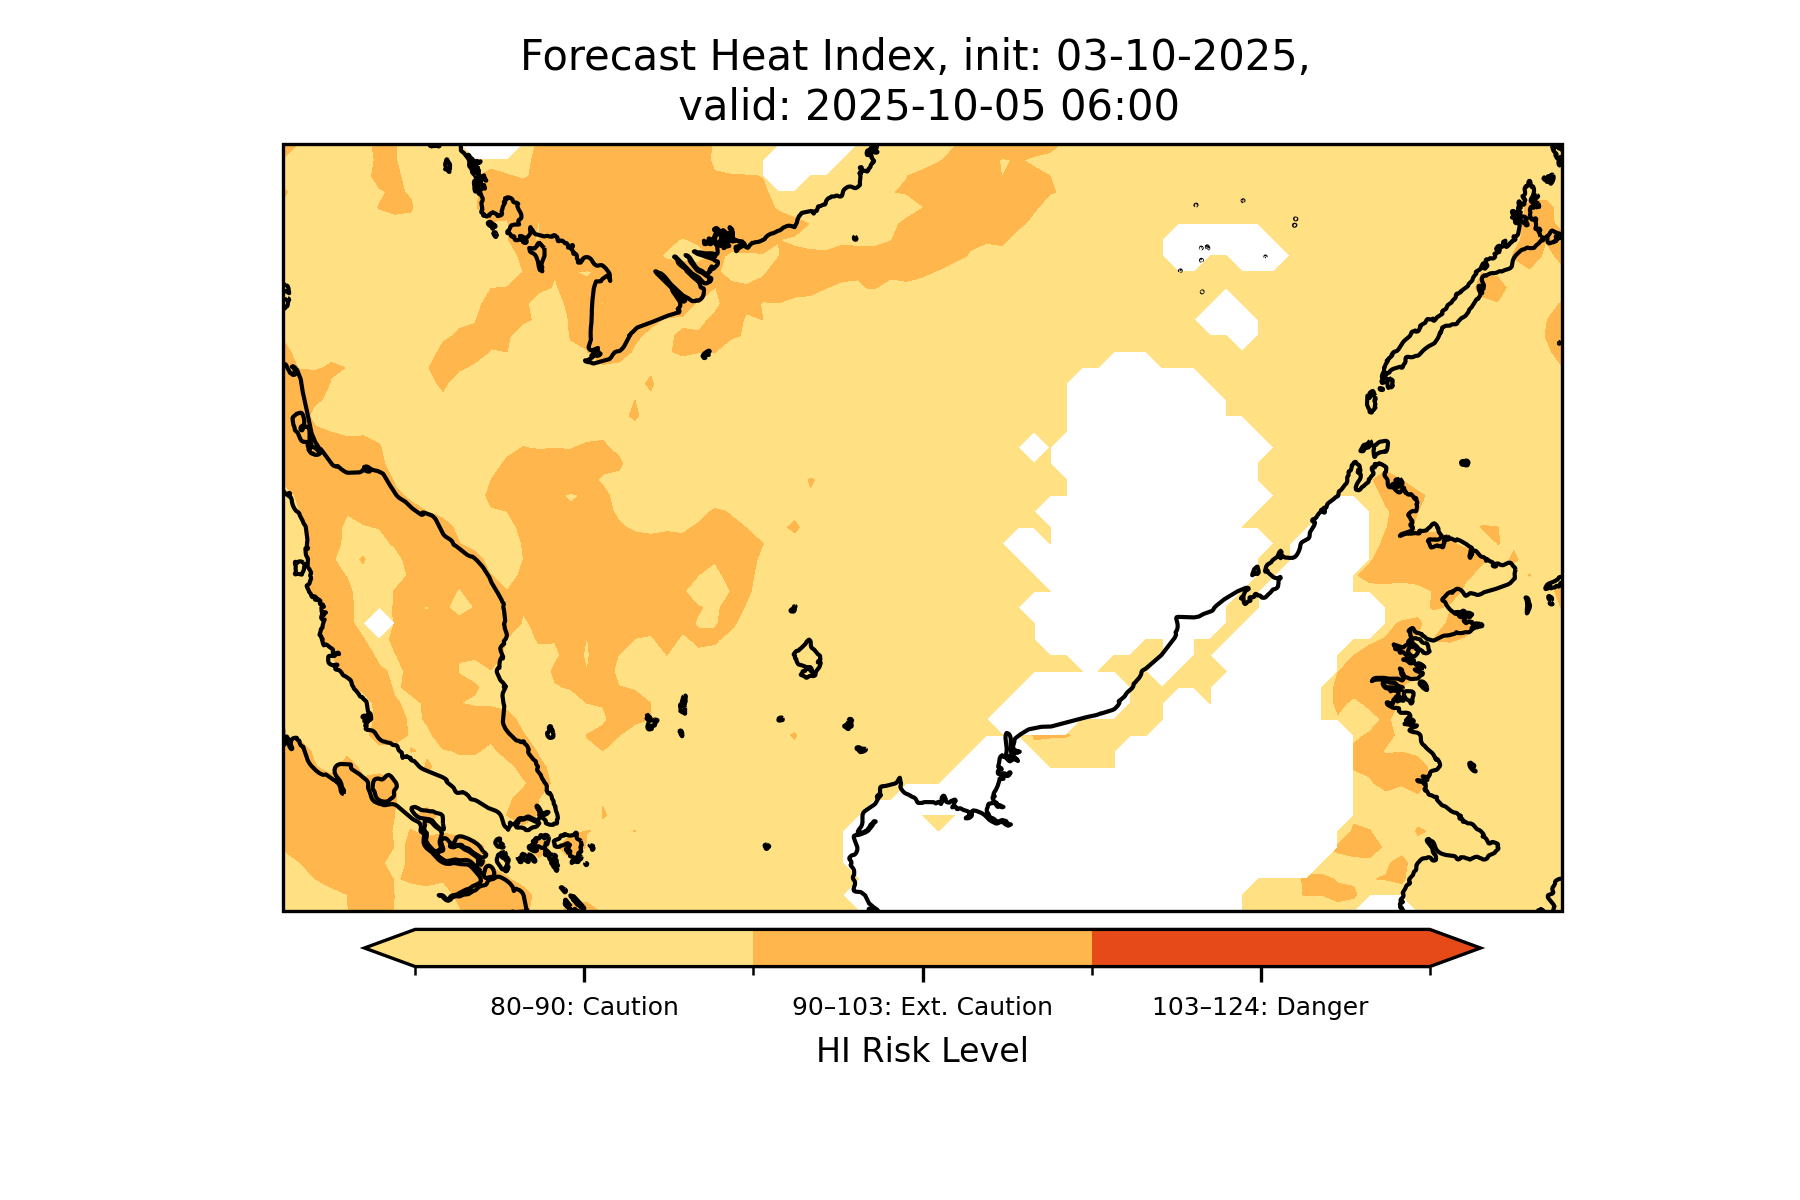 Forecast Heat Index, init: 03-10-2025,
valid: 2025-10-05 06:00
80–90: Caution
90–103: Ext. Caution
103–124: Danger
HI Risk Level